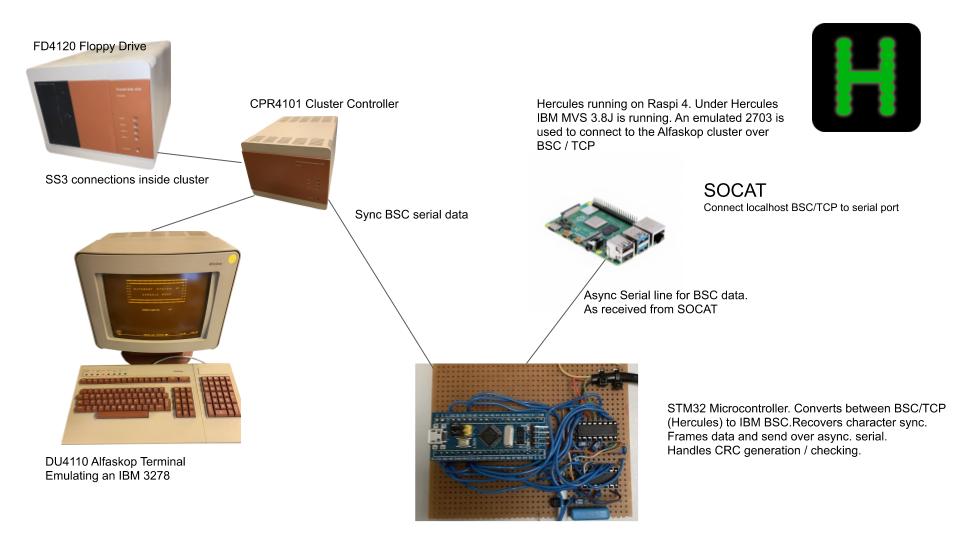 FD4120 Floppy Drive
CPR4101 Cluster Controller
H
Hercules running on Raspi 4. Under Hercules
IBM MVS 3.8J is running. An emulated 2703 is
used to connect to the Alfaskop cluster over
BSC / TCP
SS3 connections inside cluster
SOCAT
Connect localhost BSC/TCP to serial port
Sync BSC serial data
Async Serial line for BSC data.
As received from SOCAT
STM32 Microcontroller. Converts between BSC/TCP
(Hercules) to IBM BSC.Recovers character sync.
Frames data and send over async. serial.
Handles CRC generation / checking.
DU4110 Alfaskop Terminal
Emulating an IBM 3278